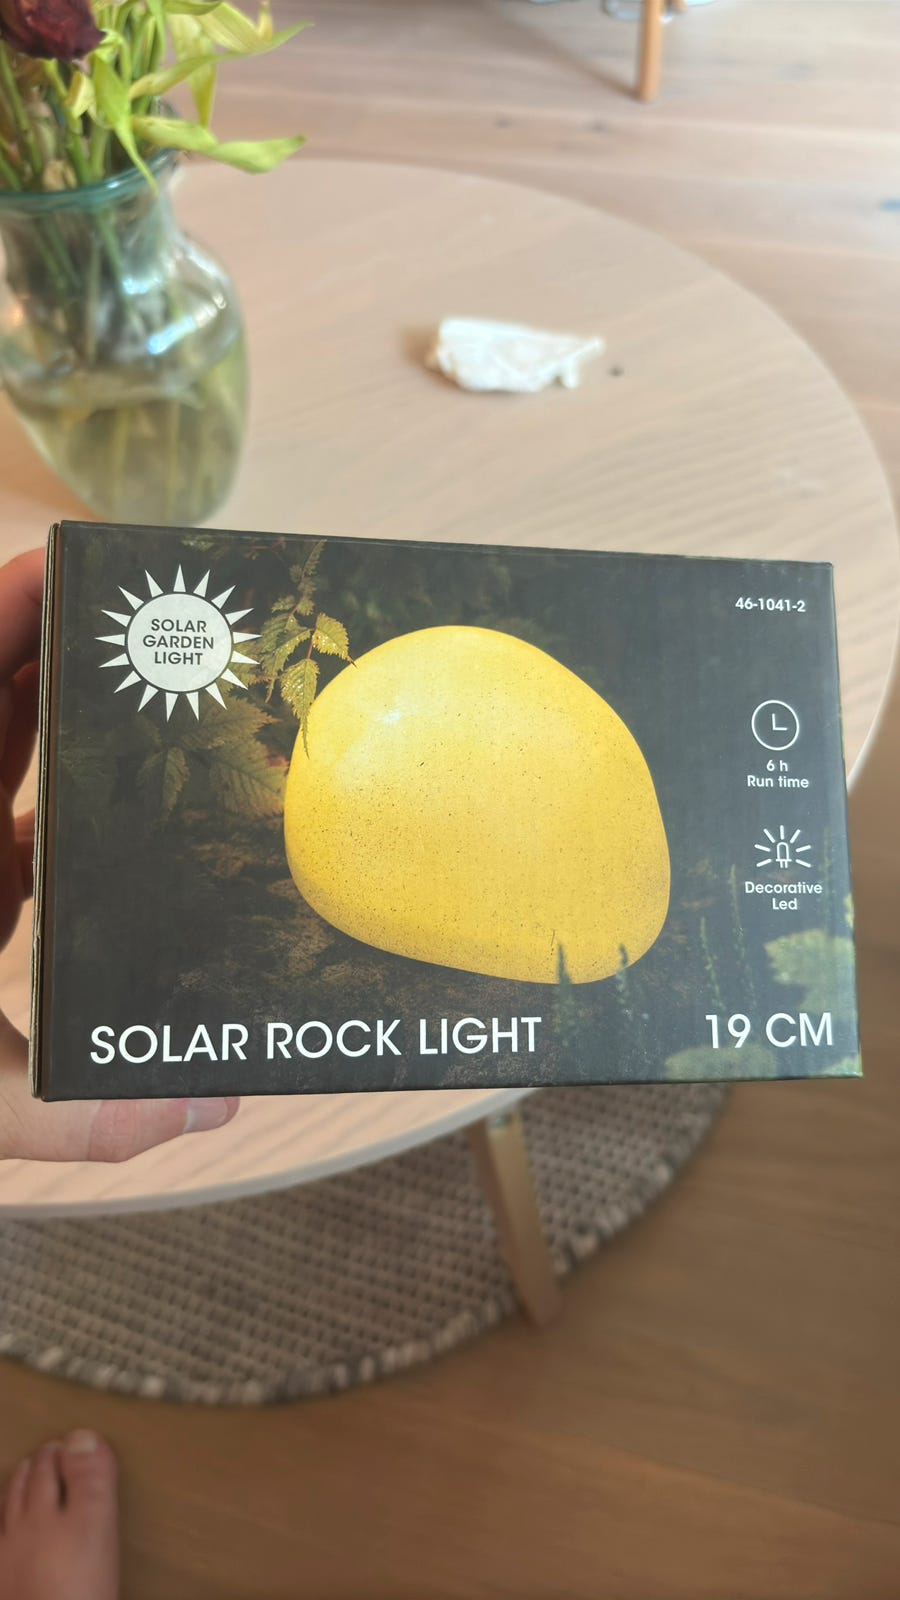 SOLAR
GARDEN
LIGHT
46-1041-2
6 h
Run time
Decorative
Led
SOLAR ROCK LIGHT
19 CM